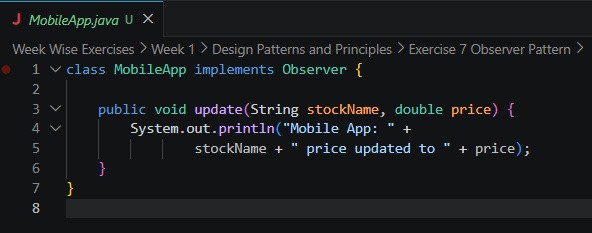 J MobileApp.java U X
Week Wise Exercises > Week 1 > Design Patterns and Principles > Exercise 7 Observer Pattern >
1 class MobileApp implements Observer {
2
3 public void update(String stockName, double price) {
4 System.out.println("Mobile App: " +
5 stockName + " price updated to " + price);
6 }
7 }
8